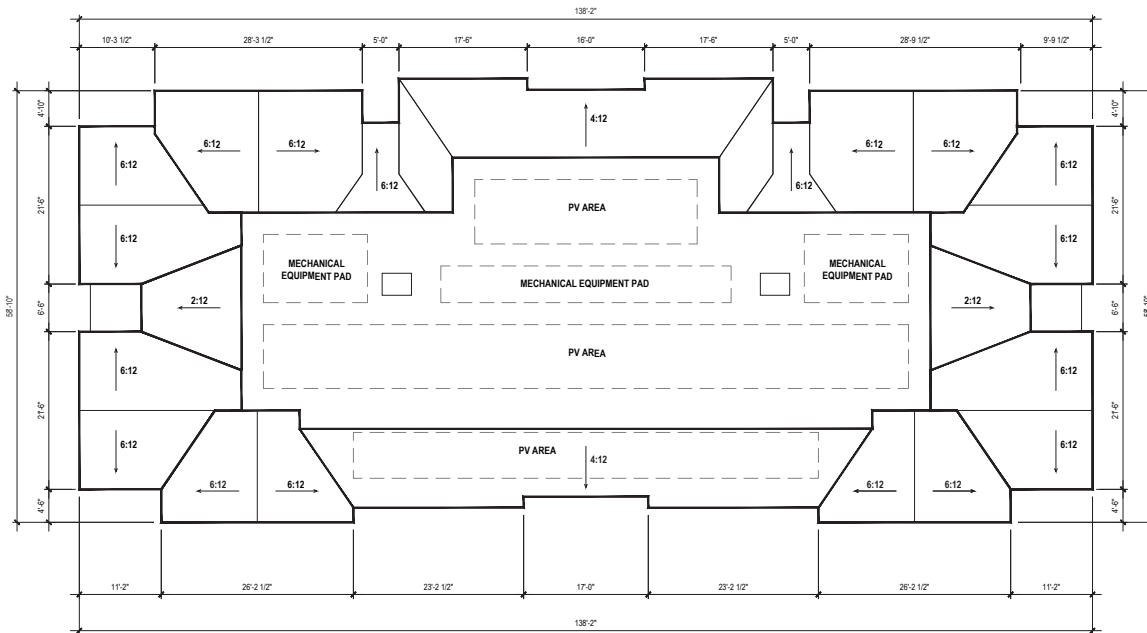 138'-2"
10'-3 1/2" 28'-3 1/2" 5'-0" 17'-6" 16'-0" 17'-6" 5'-0" 28'-9 1/2" 9'-9 1/2"
4'-10" 4'-10"
4:12
6:12 6:12 6:12 6:12
6:12 6:12 6:12 6:12
21'-6" PV AREA 21'-6"
6:12 6:12
MECHANICAL
EQUIPMENT PAD
MECHANICAL EQUIPMENT PAD
MECHANICAL
EQUIPMENT PAD
58'-10" 6'-6" 2:12 2:12 6'-6" 58'-10"
PV AREA
6:12 6:12
21'-6" 21'-6"
PV AREA
4:12
6:12 6:12
6:12 6:12 6:12 6:12
4'-6" 4'-6"
11'-2" 26'-2 1/2" 23'-2 1/2" 17'-0" 23'-2 1/2" 26'-2 1/2" 11'-2"
138'-2"